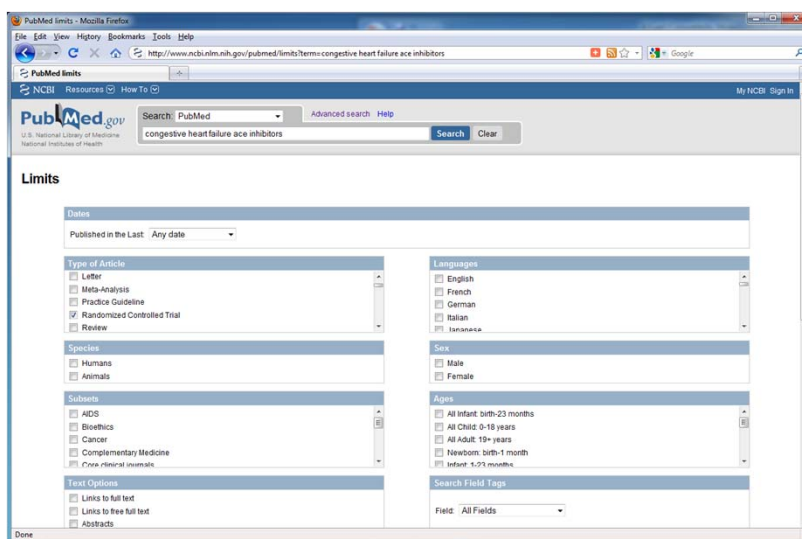 PubMed limits - Mozilla Firefox
File Edit View History Bookmarks Tools Help
http://www.ncbi.nlm.nih.gov/pubmed/limits?term=congestive heart failure ace inhibitors
Google
PubMed limits
NCBI Resources How To
My NCBI Sign In
PubMed.gov
U.S. National Library of Medicine
National Institutes of Health
Search: PubMed
Advanced search Help
congestive heart failure ace inhibitors
Search Clear
Limits
Dates
Published in the Last: Any date
Type of Article
Letter
Meta-Analysis
Practice Guideline
Randomized Controlled Trial
Review
Languages
English
French
German
Italian
Japanese
Species
Humans
Animals
Sex
Male
Female
Subsets
AIDS
Bioethics
Cancer
Complementary Medicine
Core clinical journals
Ages
All Infant: birth-23 months
All Child: 0-18 years
All Adult: 19+ years
Newborn: birth-1 month
Infant: 1-23 months
Text Options
Links to full text
Links to free full text
Abstracts
Search Field Tags
Field: All Fields
Done